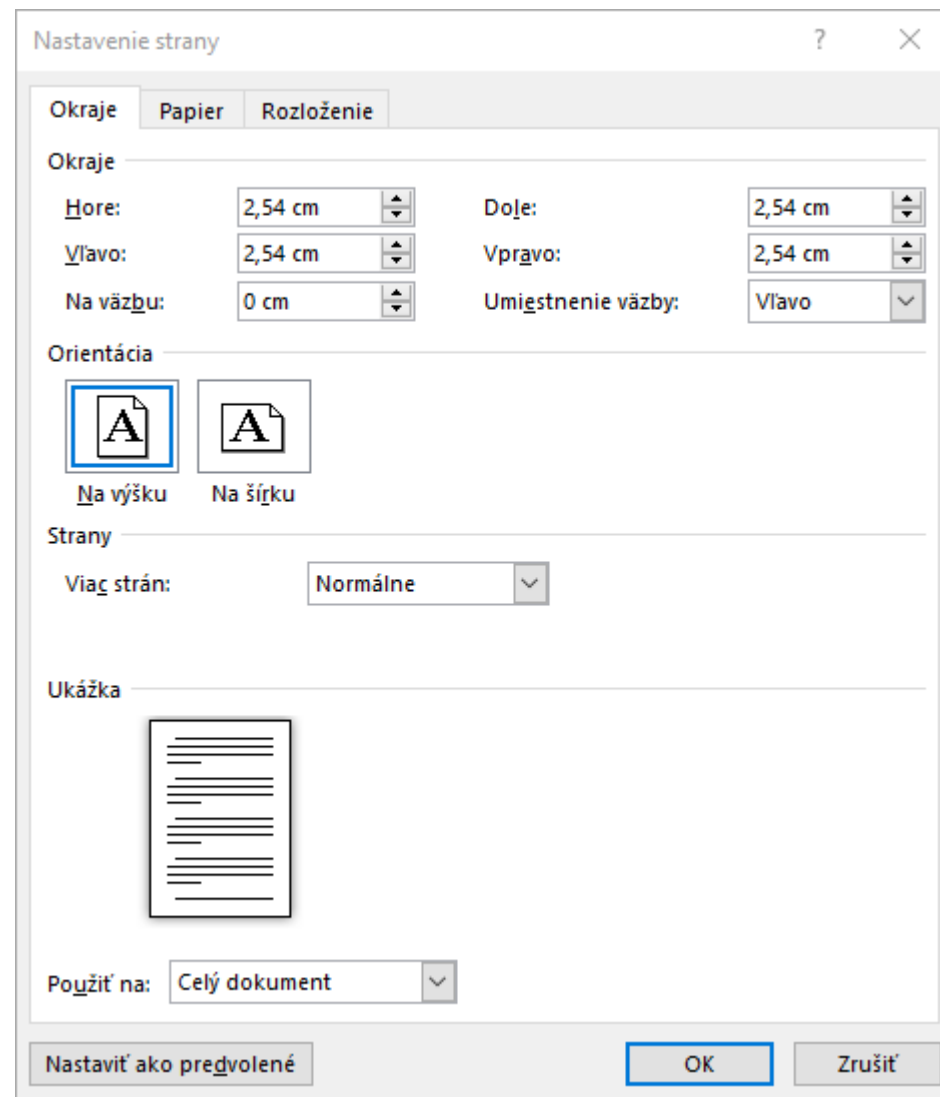 Nastavenie strany ?
Okraje Papier Rozloženie
Okraje
Hore: 2,54 cm Dole: 2,54 cm
Vľavo: 2,54 cm Vpravo: 2,54 cm
Na väzbu: 0 cm Umiestnenie väzby: Vľavo
Orientácia
A A
Na výšku Na šírku
Strany
Viac strán: Normálne
Ukážka
Použiť na: Celý dokument
Nastaviť ako predvolené OK Zrušiť